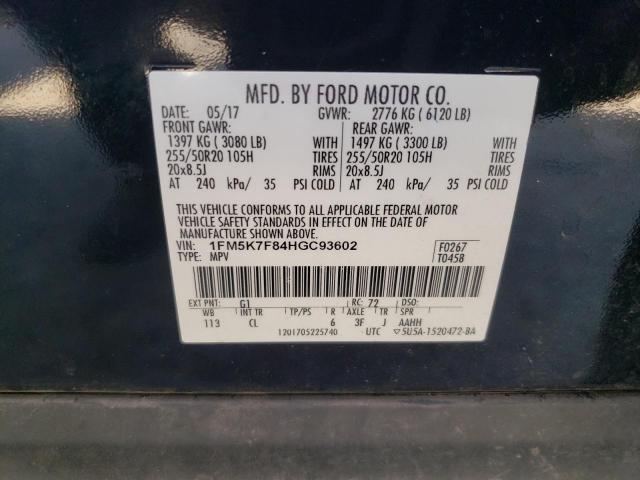 MFD. BY FORD MOTOR CO.
DATE: 05/17 GVWR: 2776 KG ( 6120 LB)
FRONT GAWR: REAR GAWR:
1397 KG ( 3080 LB) 1497 KG ( 3300 LB)
255/50R20 105H TIRES 255/50R20 105H TIRES
20x8.5J RIMS 20x8.5J RIMS
AT 240 kPa/ 35 PSI COLD AT 240 kPa/ 35 PSI COLD
THIS VEHICLE CONFORMS TO ALL APPLICABLE FEDERAL MOTOR
VEHICLE SAFETY STANDARDS IN EFFECT ON THE DATE OF
MANUFACTURE SHOWN ABOVE.
VIN: 1FM5K7F84HGC93602 F0267
TYPE: MPV T0458
EXT PNT: G1 RC: 72 DSO:
WB INT TR TP/PS R AXLE TR SPR
113 CL 6 3F J AAHH
1201705225740 UTC ▽5U5A-1520472-BA